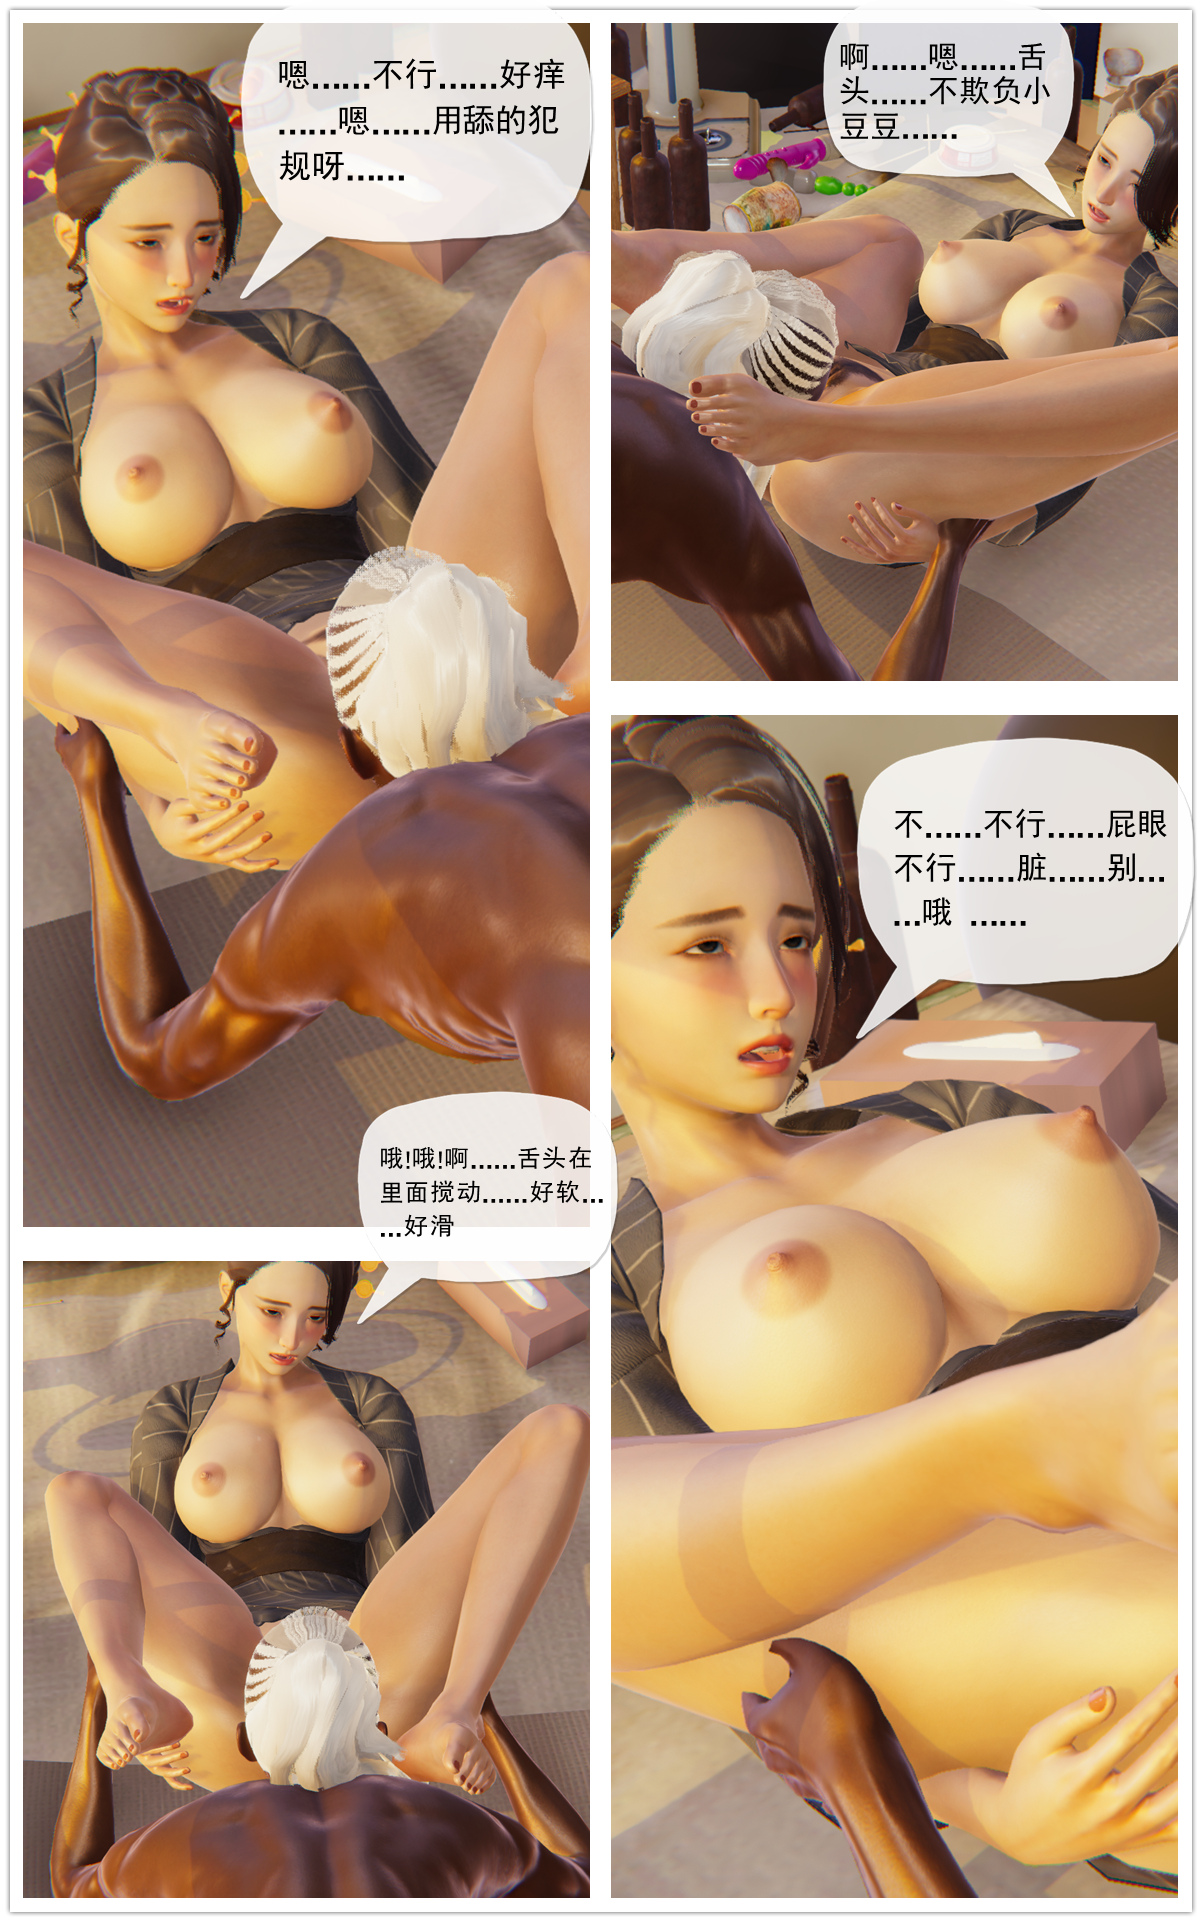 嗯……不行……好痒
……嗯……用舔的犯
规呀……
啊……嗯……舌
头……不欺负小
豆豆……
哦!哦!啊……舌头在
里面搅动……好软…
…好滑
不……不行……屁眼
不行……脏……别…
…哦 ……